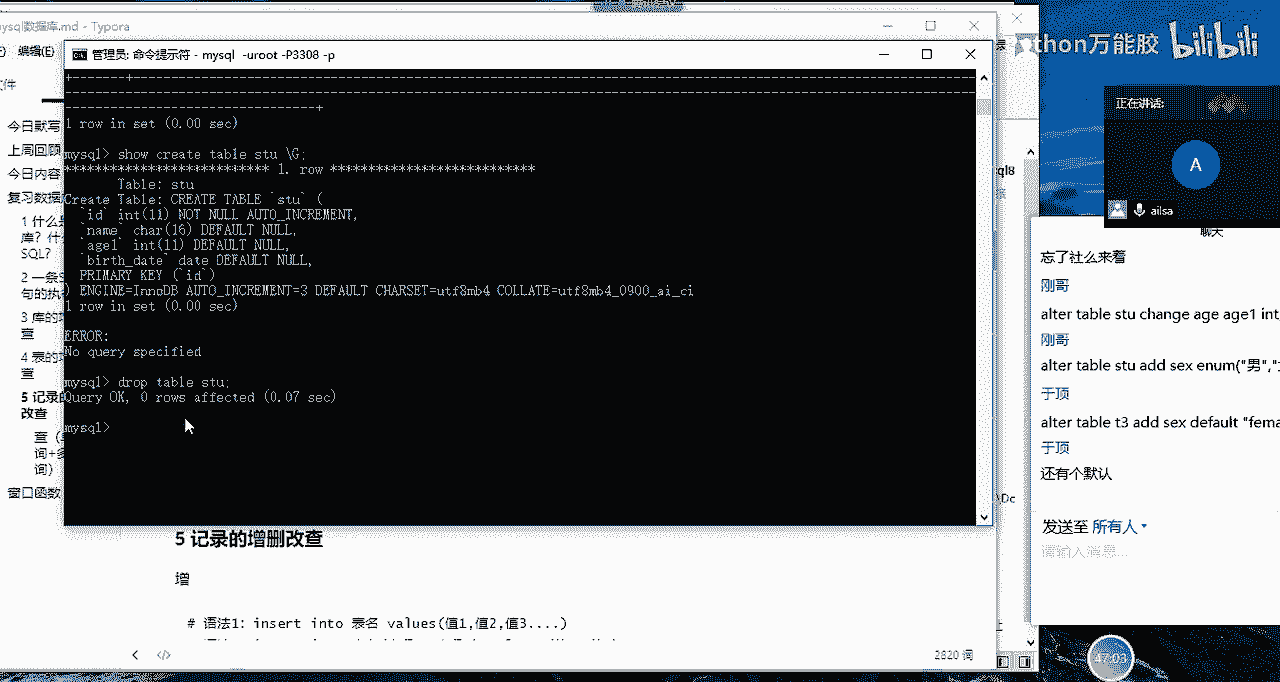 ysql数据库.md - Typora
编辑(E)
文件
今日默写
上周回顾
今日内容
复习数据
1 什么是
库？什
SQL?
2 一条S
句的执
3 库的增
查
4 表的增
查
5 记录的
改查
查（
询+多
询）
窗口函数
管理员: 命令提示符 - mysql -uroot -P3308 -p
1 row in set (0.00 sec)
mysql> show create table stu \G;
*************************** 1. row ***************************
Table: stu
Create Table: CREATE TABLE `stu` (
`id` int(11) NOT NULL AUTO_INCREMENT,
`name` char(16) DEFAULT NULL,
`age1` int(11) DEFAULT NULL,
`birth_date` date DEFAULT NULL,
PRIMARY KEY (`id`)
) ENGINE=InnoDB AUTO_INCREMENT=3 DEFAULT CHARSET=utf8mb4 COLLATE=utf8mb4_0900_ai_ci
1 row in set (0.00 sec)
ERROR:
No query specified
mysql> drop table stu;
Query OK, 0 rows affected (0.07 sec)
mysql>
5 记录的增删改查
增
# 语法1: insert into 表名 values(值1,值2,值3....)
2820 词
ql8
\Dc
thon万能胶 bilibili
正在讲话:
A
ailsa
聊天
忘了社么来着
刚哥
alter table stu change age age1 int
刚哥
alter table stu add sex enum("男","
于顶
alter table t3 add sex default "fema
于顶
还有个默认
发送至 所有人
请输入消息...
47:03